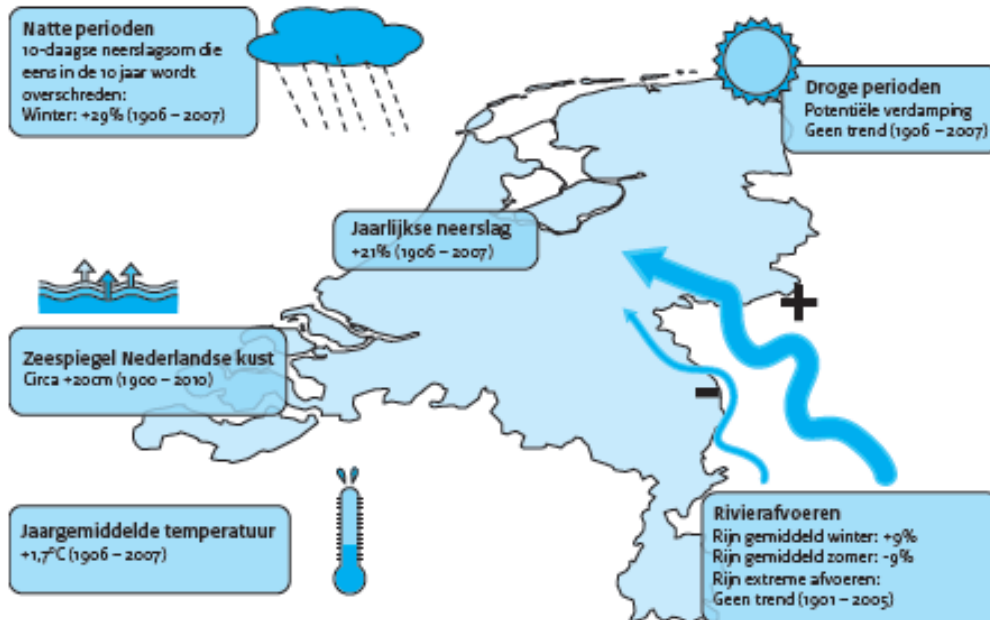 Natte perioden
10-daagse neerslagsom die
eens in de 10 jaar wordt
overschreden:
Winter: +29% (1906 – 2007)
Droge perioden
Potentiële verdamping
Geen trend (1906 – 2007)
Jaarlijkse neerslag
+21% (1906 – 2007)
+
Zeespiegel Nederlandse kust
Circa +20cm (1900 – 2010)
-
Jaargemiddelde temperatuur
+1,7°C (1906 – 2007)
Rivierafvoeren
Rijn gemiddeld winter: +9%
Rijn gemiddeld zomer: -9%
Rijn extreme afvoeren:
Geen trend (1901 – 2005)